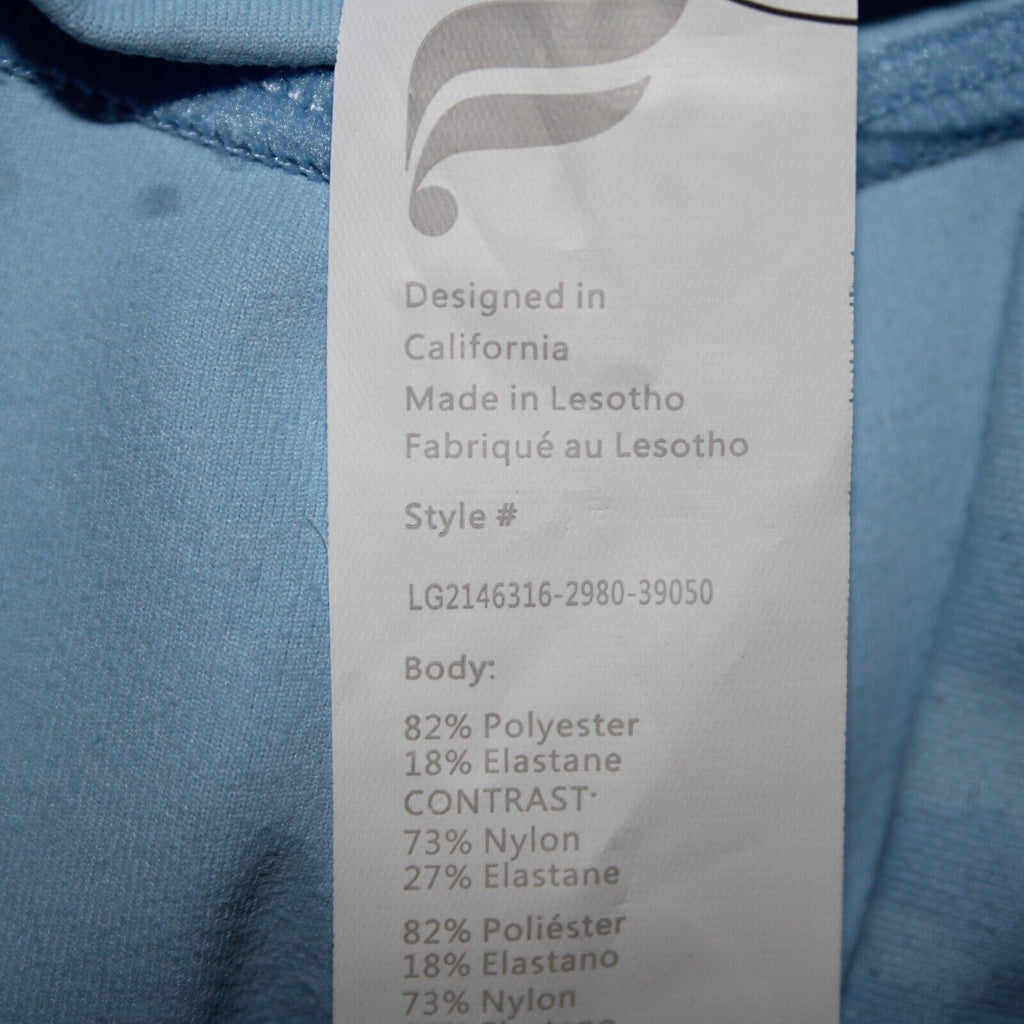 Designed in
California
Made in Lesotho
Fabriqué au Lesotho
Style #
LG2146316-2980-39050
Body:
82% Polyester
18% Elastane
CONTRAST·
73% Nylon
27% Elastane
82% Poliéster
18% Elastano
73% Nylon